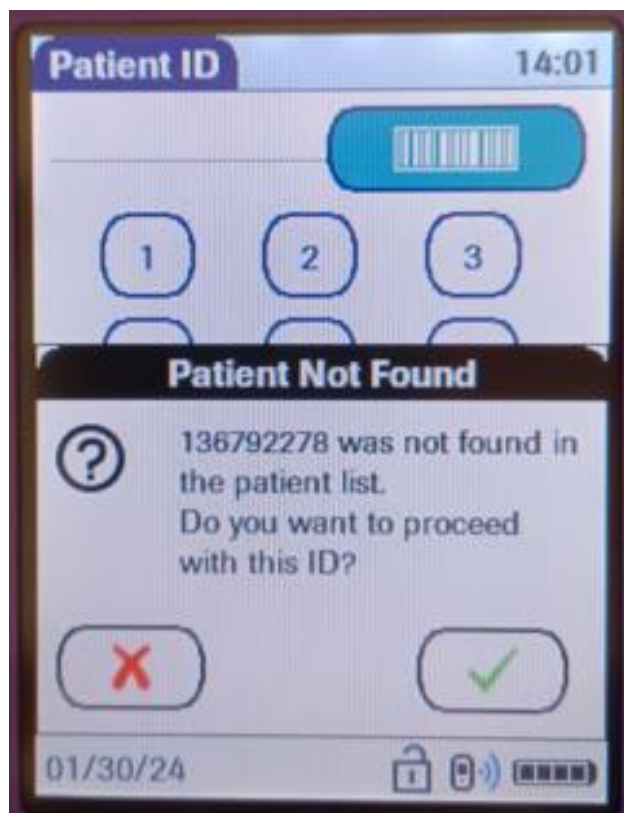 Patient ID
14:01
1
2
3
Patient Not Found
136792278 was not found in
the patient list.
Do you want to proceed
with this ID?
01/30/24